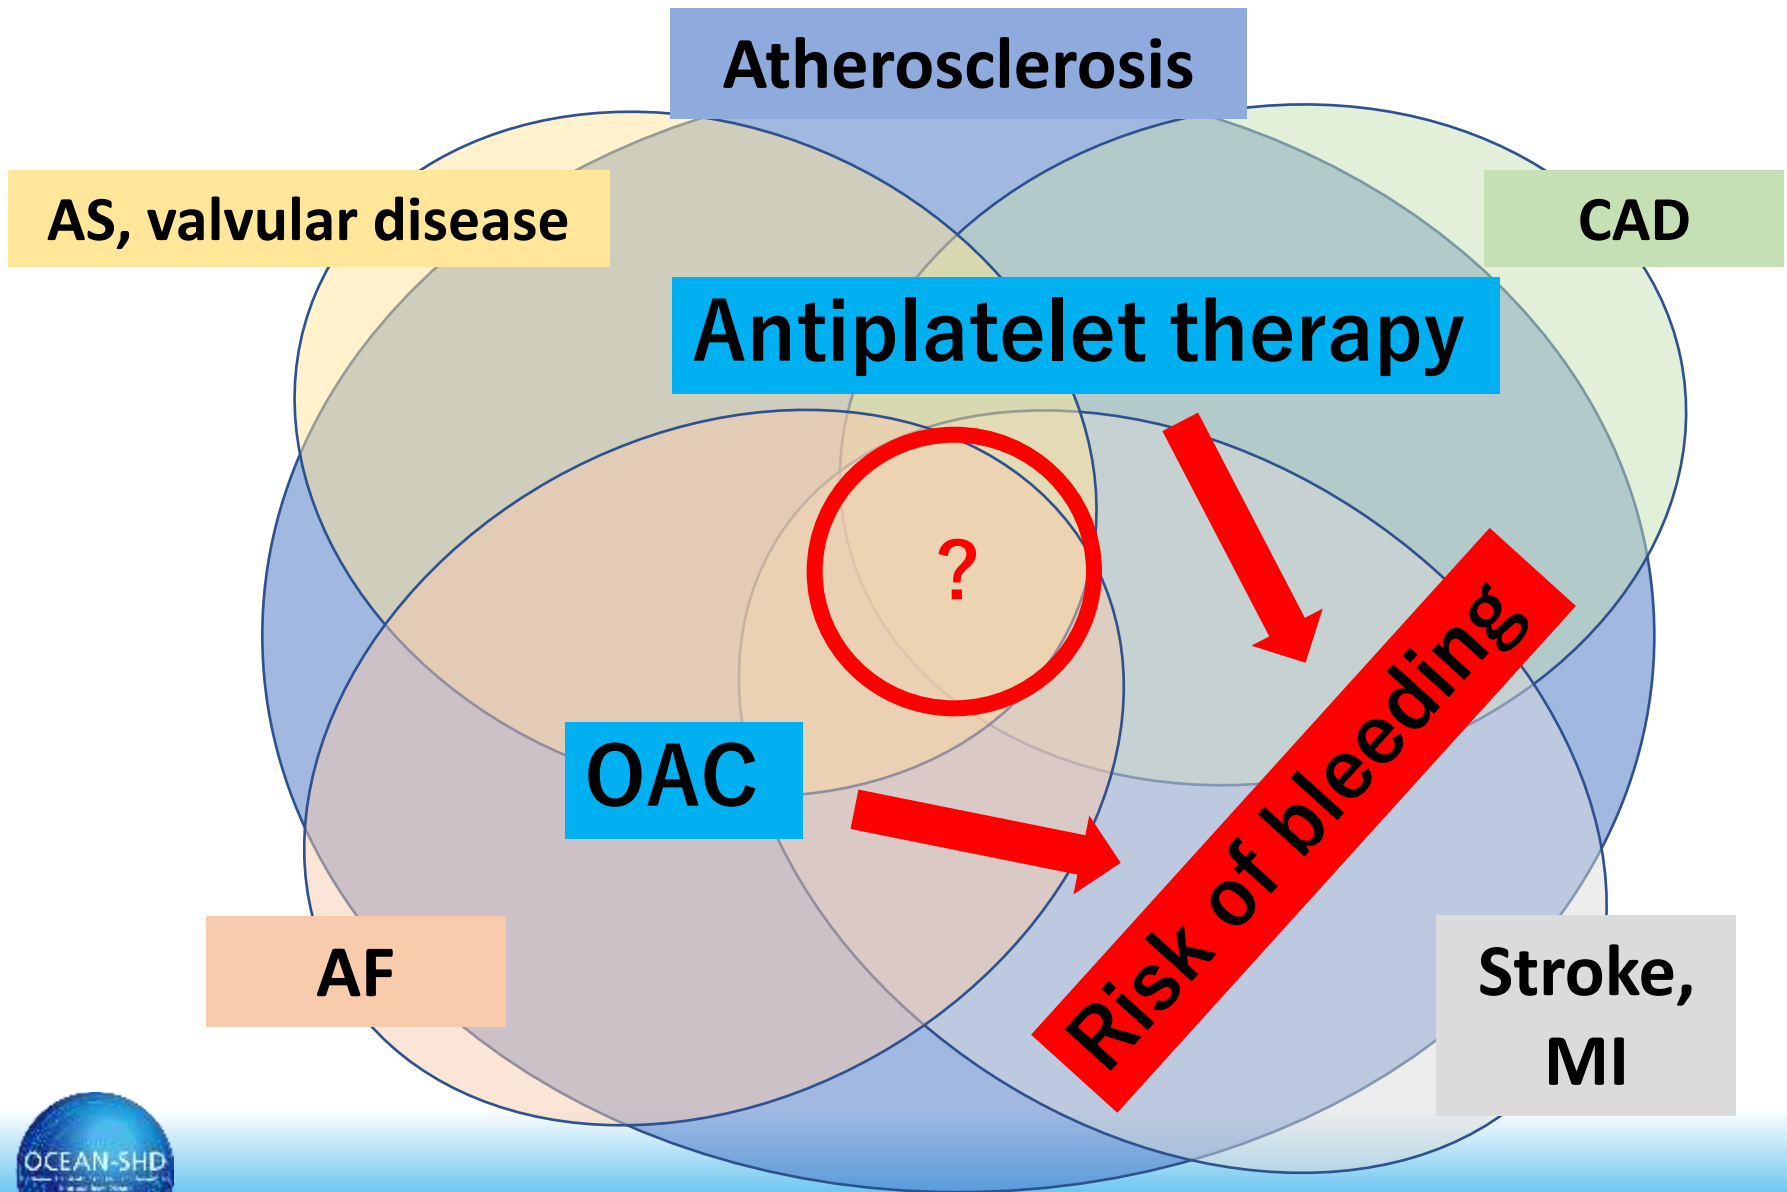 Atherosclerosis
AS, valvular disease
CAD
Antiplatelet therapy
?
OAC
Risk of bleeding
AF
Stroke,
MI
OCEAN-SHD